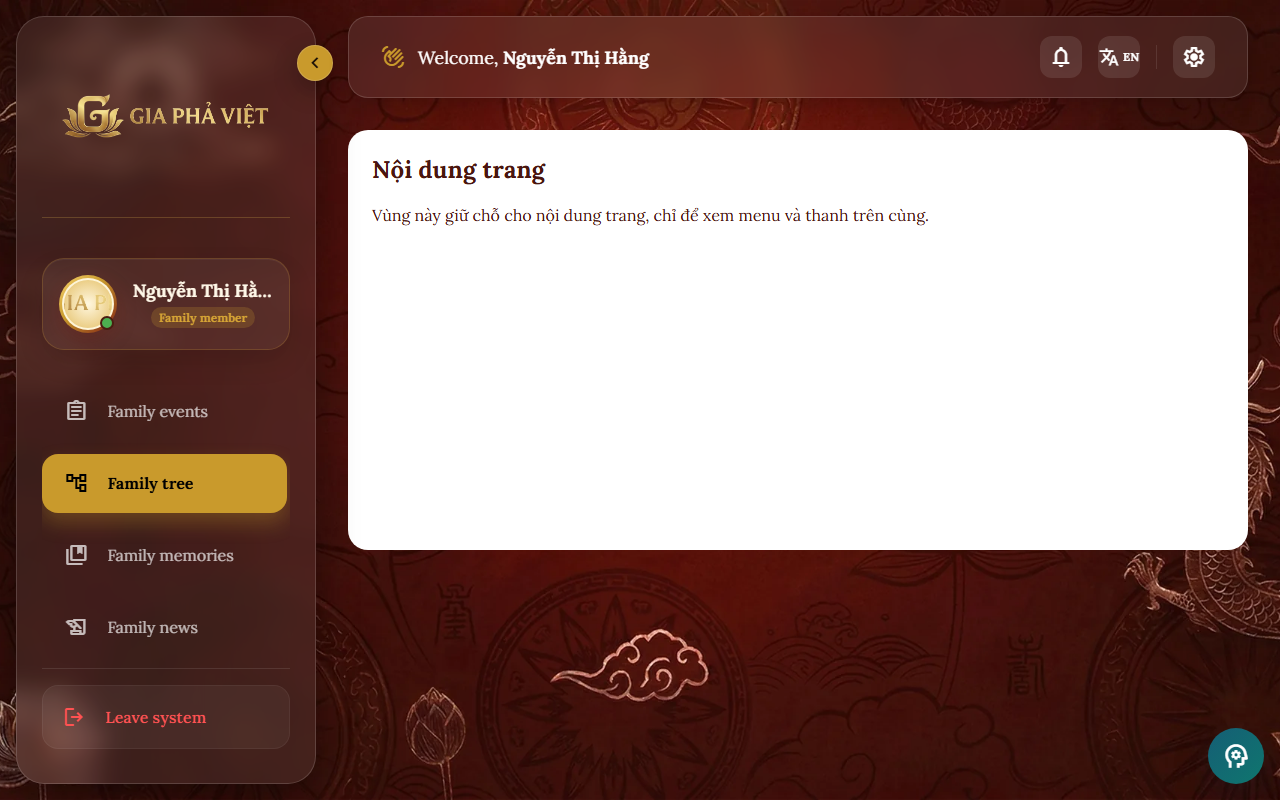 GIA PHẢ VIỆT
Welcome, Nguyễn Thị Hằng
EN
Nguyễn Thị Hằ...
Family member
IA P
Family events
Family tree
Family memories
Family news
Leave system
Nội dung trang
Vùng này giữ chỗ cho nội dung trang, chỉ để xem menu và thanh trên cùng.